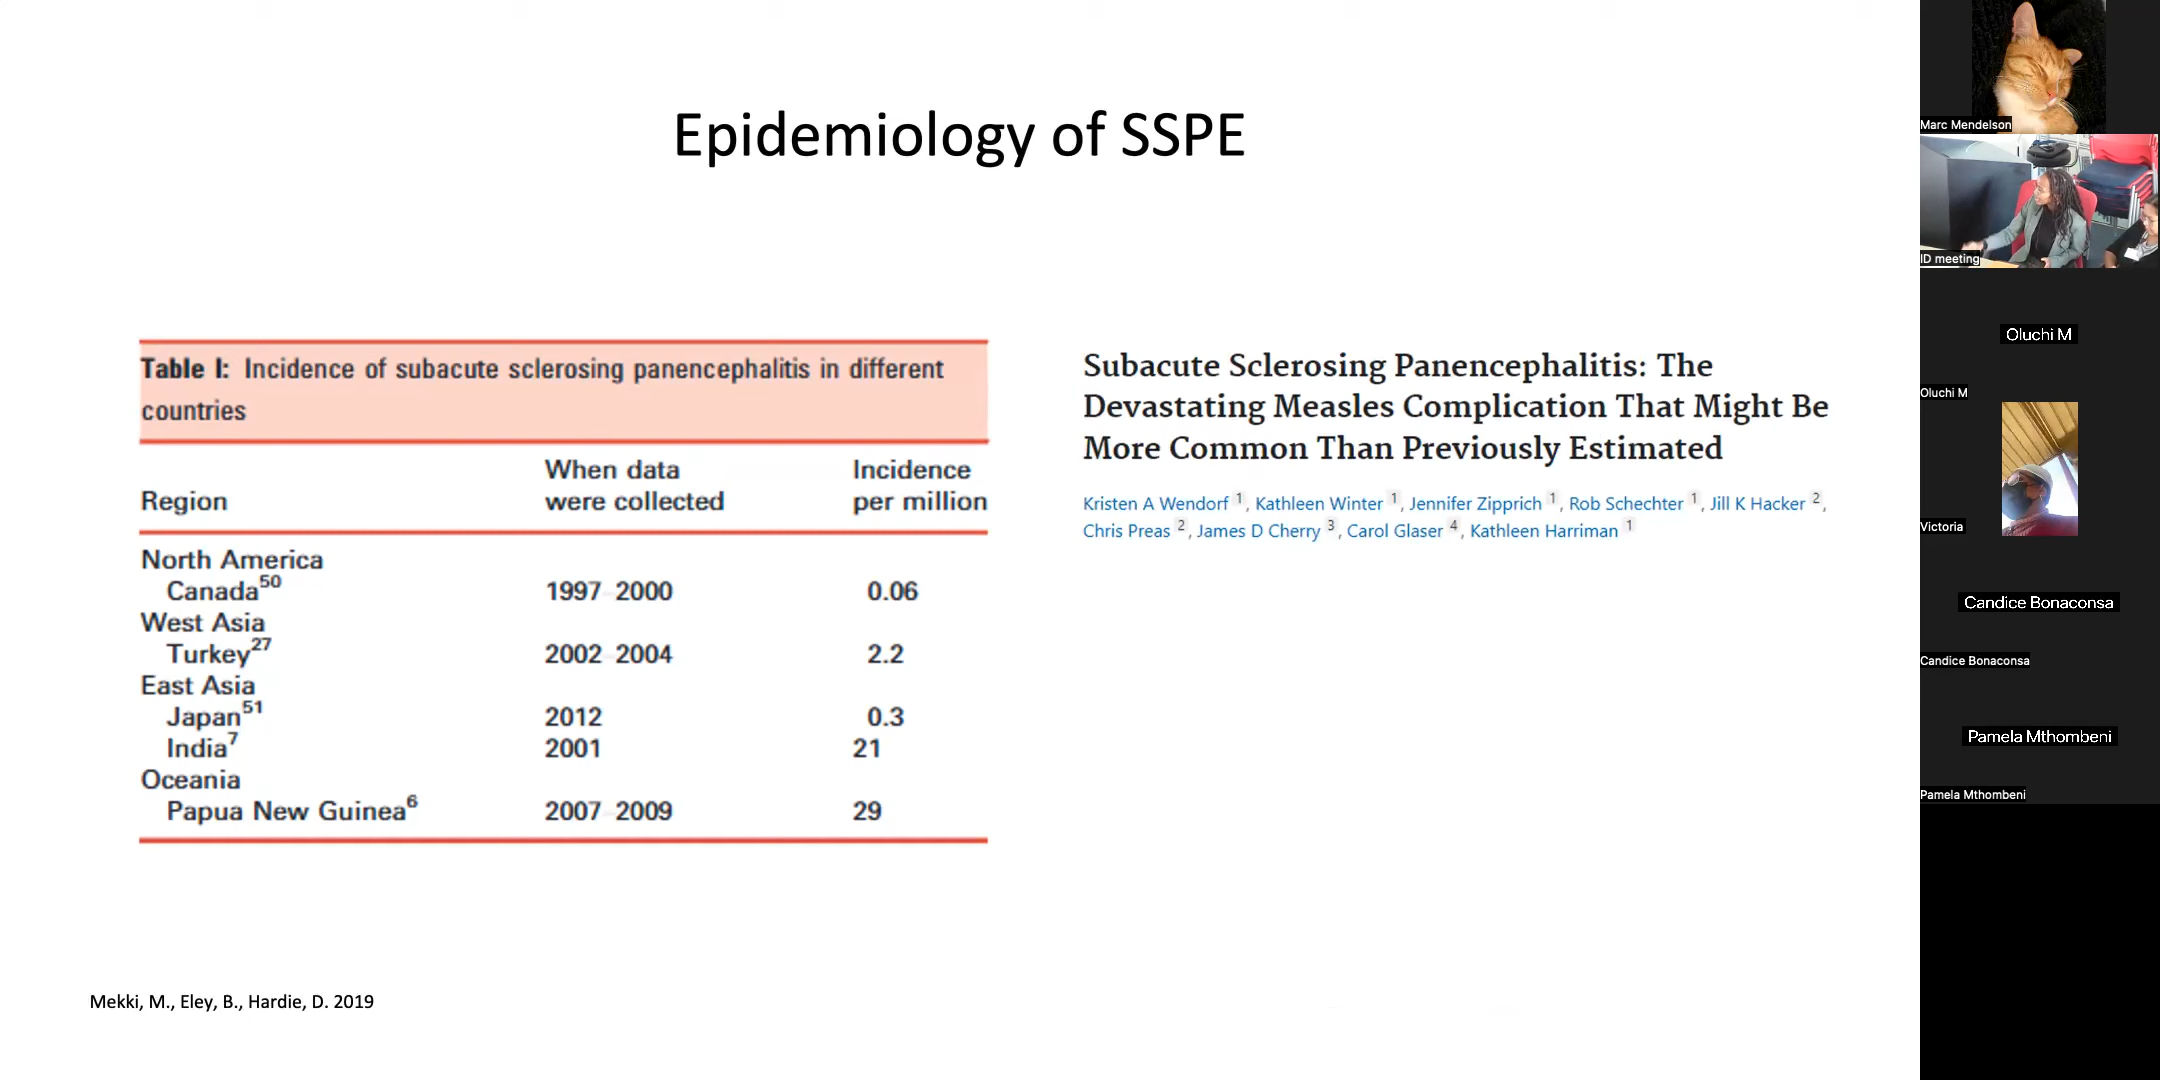 Epidemiology of SSPE
Table I: Incidence of subacute sclerosing panencephalitis in different
countries
Region When data were collected Incidence per million
North America
Canada50 1997–2000 0.06
West Asia
Turkey27 2002–2004 2.2
East Asia
Japan51 2012 0.3
India7 2001 21
Oceania
Papua New Guinea6 2007–2009 29
Subacute Sclerosing Panencephalitis: The
Devastating Measles Complication That Might Be
More Common Than Previously Estimated
Kristen A Wendorf 1, Kathleen Winter 1, Jennifer Zipprich 1, Rob Schechter 1, Jill K Hacker 2,
Chris Preas 2, James D Cherry 3, Carol Glaser 4, Kathleen Harriman 1
Mekki, M., Eley, B., Hardie, D. 2019
Marc Mendelson
ID meeting
Oluchi M
Oluchi M
Victoria
Candice Bonaconsa
Candice Bonaconsa
Pamela Mthombeni
Pamela Mthombeni